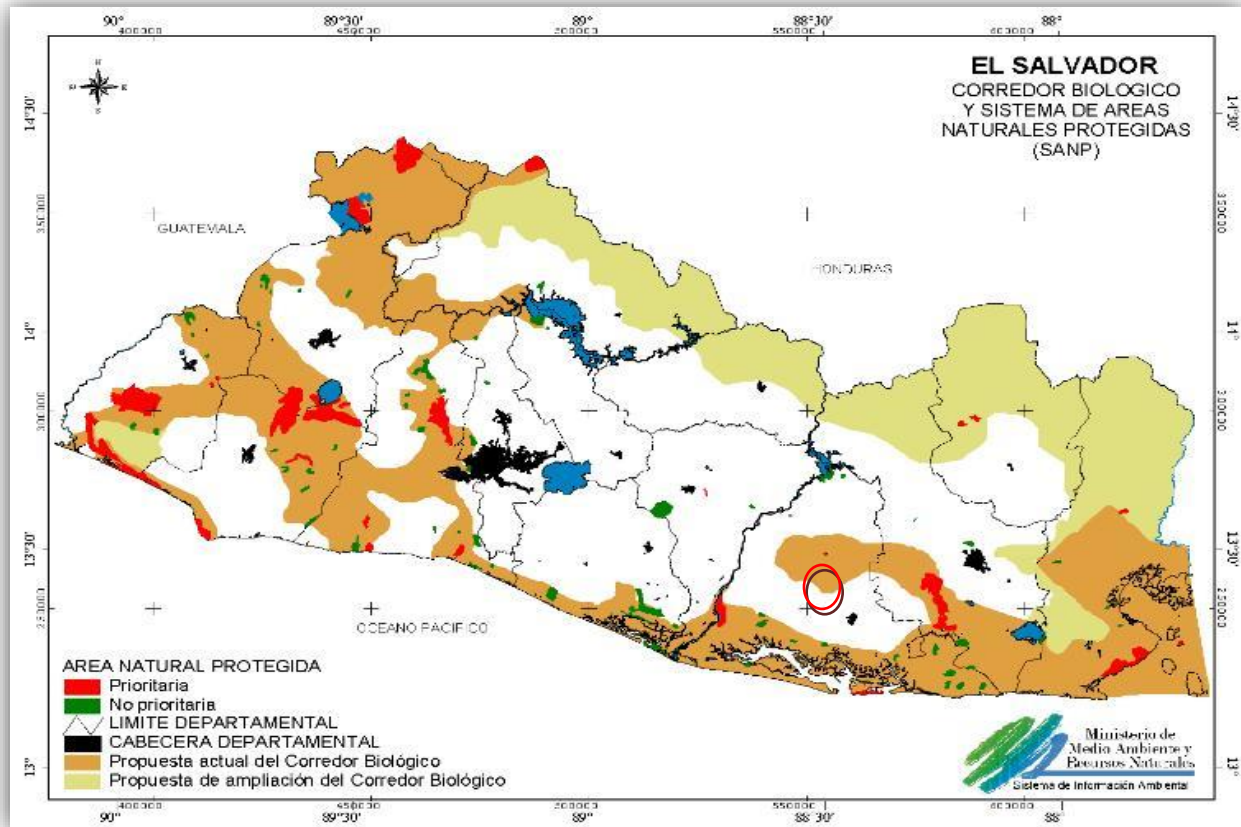 90° 89°30' 89° 88°30' 88°
400000 450000 500000 550000 600000
EL SALVADOR
CORREDOR BIOLOGICO
Y SISTEMA DE AREAS
NATURALES PROTEGIDAS
(SANP)
14°30' 14°30'
350000
GUATEMALA
HONDURAS
14° 14°
300000 300000
13°30' 13°30'
250000 250000
OCEANO PACIFICO
AREA NATURAL PROTEGIDA
Prioritaria
No prioritaria
LIMITE DEPARTAMENTAL
CABECERA DEPARTAMENTAL
Propuesta actual del Corredor Biológico
Propuesta de ampliación del Corredor Biológico
Ministerio de
Medio Ambiente y
Recursos Naturales
Sistema de Información Ambiental
13° 13°
400000 450000 500000 550000 600000
90° 89°30' 89° 88°30' 88°